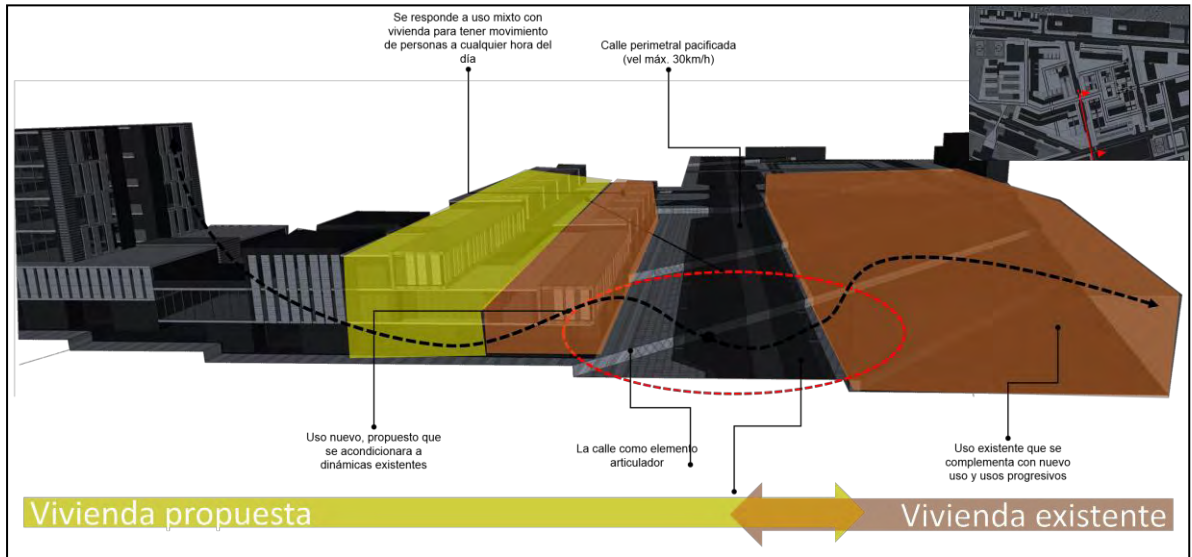 Se responde a uso mixto con
vivienda para tener movimiento
de personas a cualquier hora del
día
Calle perimetral pacificada
(vel máx. 30km/h)
Uso nuevo, propuesto que
se acondicionara a
dinámicas existentes
La calle como elemento
articulador
Uso existente que se
complementa con nuevo
uso y usos progresivos
Vivienda propuesta
Vivienda existente